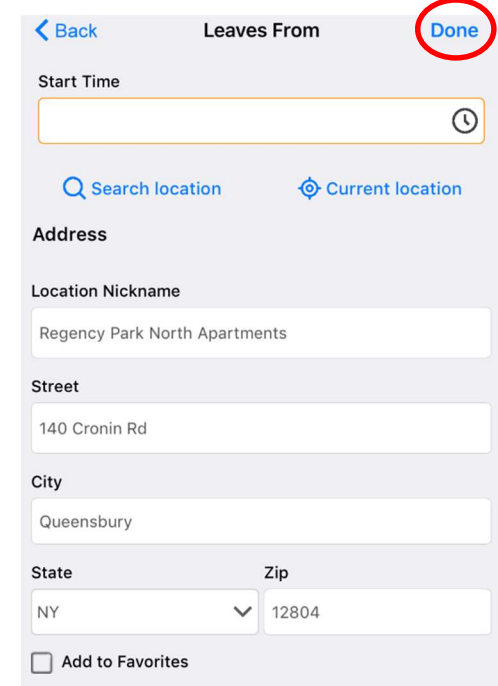 Back Leaves From Done
Start Time
Search location Current location
Address
Location Nickname
Regency Park North Apartments
Street
140 Cronin Rd
City
Queensbury
State Zip
NY 12804
Add to Favorites